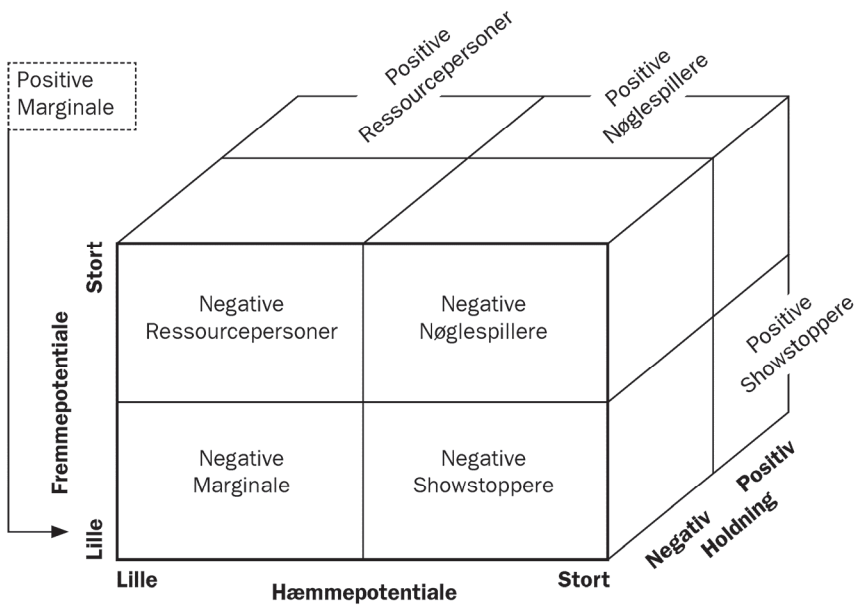 Positive
Marginale
Positive
Ressourcepersoner
Positive
Nøglespillere
Stort
Fremmepotentiale
Lille
Negative
Ressourcepersoner
Negative
Nøglespillere
Negative
Marginale
Negative
Showstoppere
Positive
Showstoppere
Lille
Hæmmepotentiale
Stort
Negativ
Positiv
Holdning